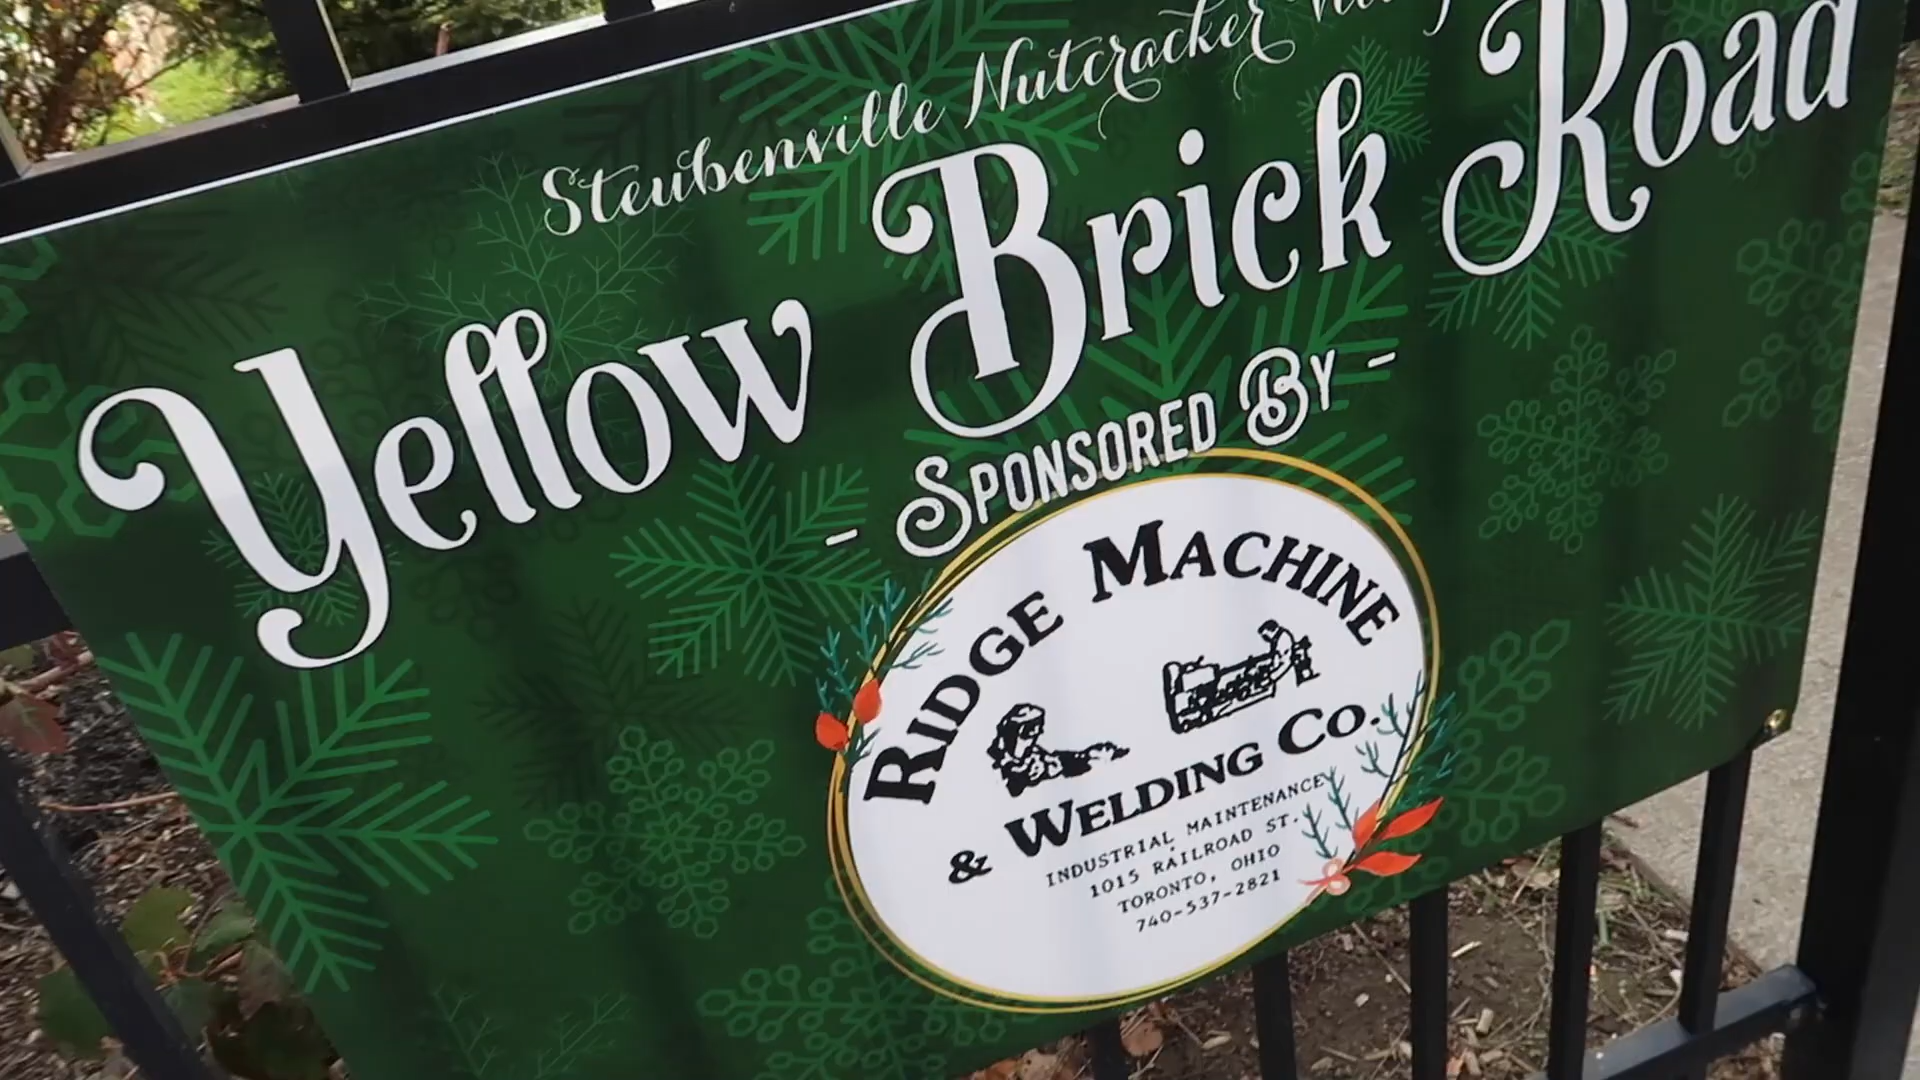 Steubenville Nutcracker
Yellow Brick Road
- SPONSORED BY -
RIDGE MACHINE
& WELDING CO.
INDUSTRIAL MAINTENANCE
1015 RAILROAD ST.
TORONTO, OHIO
740-537-2821